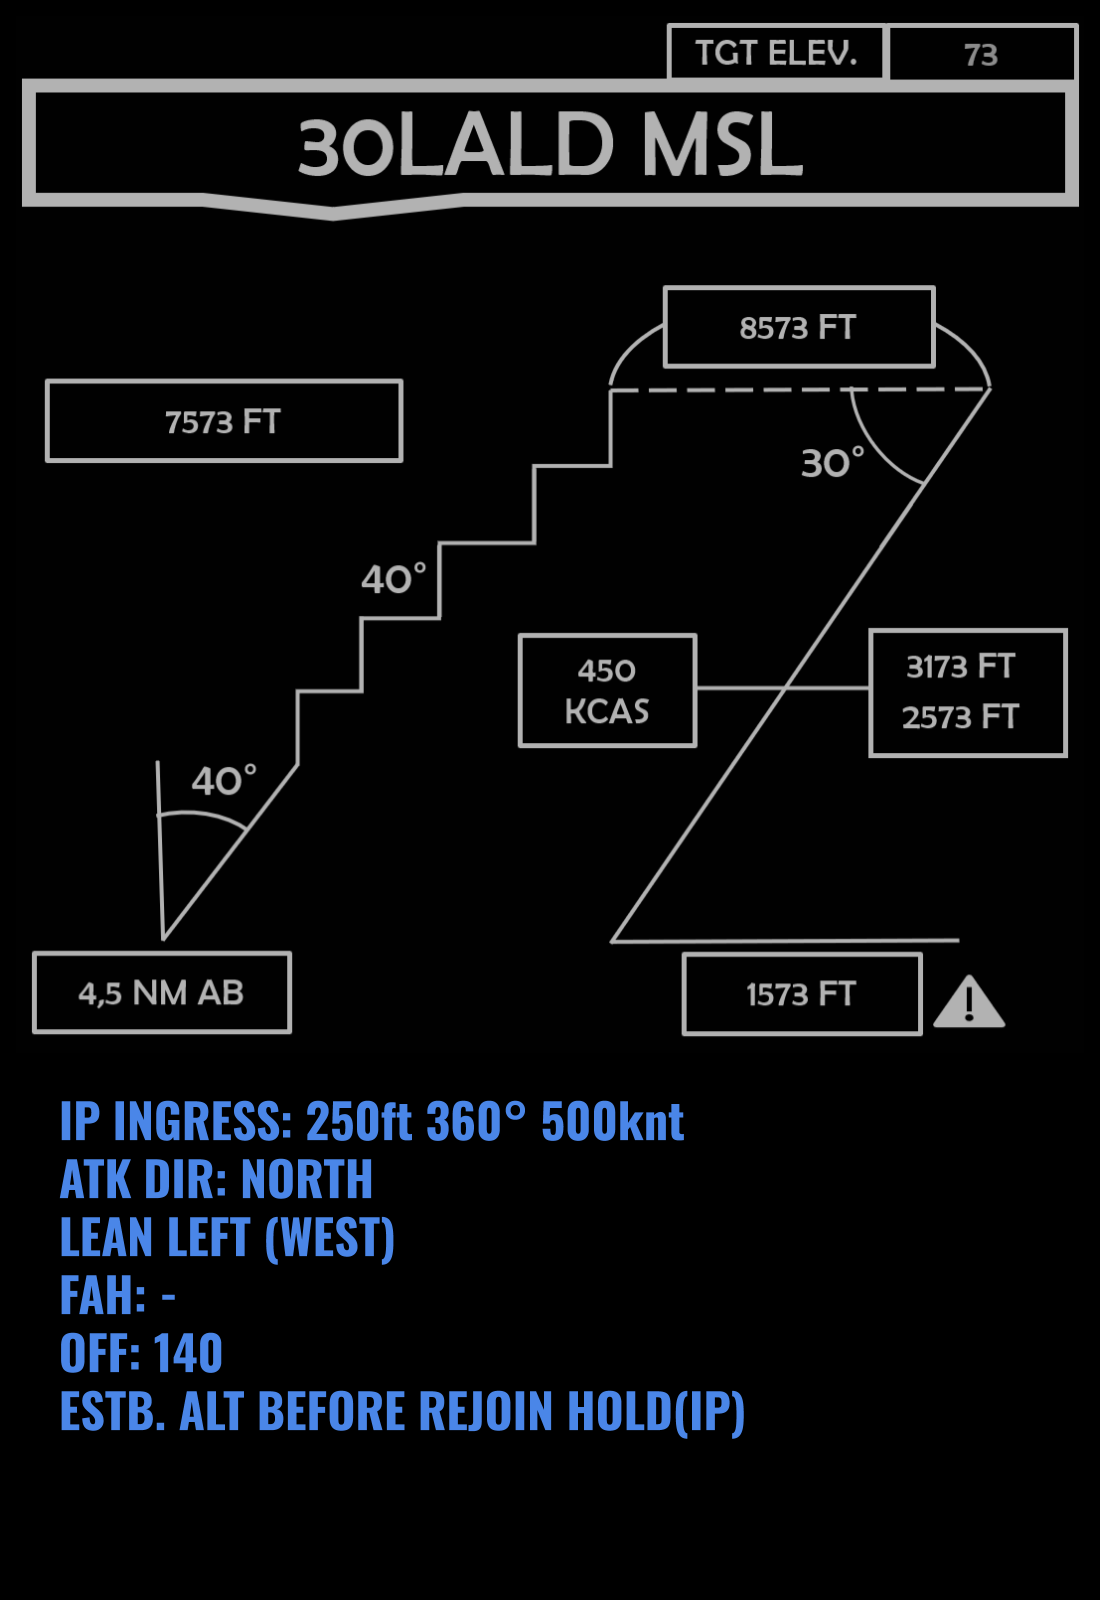 TGT ELEV. 73
30LALD MSL
8573 FT
7573 FT
30°
40°
450
KCAS
3173 FT
2573 FT
40°
4,5 NM AB
1573 FT
!
IP INGRESS: 250ft 360° 500knt
ATK DIR: NORTH
LEAN LEFT (WEST)
FAH: -
OFF: 140
ESTB. ALT BEFORE REJOIN HOLD(IP)